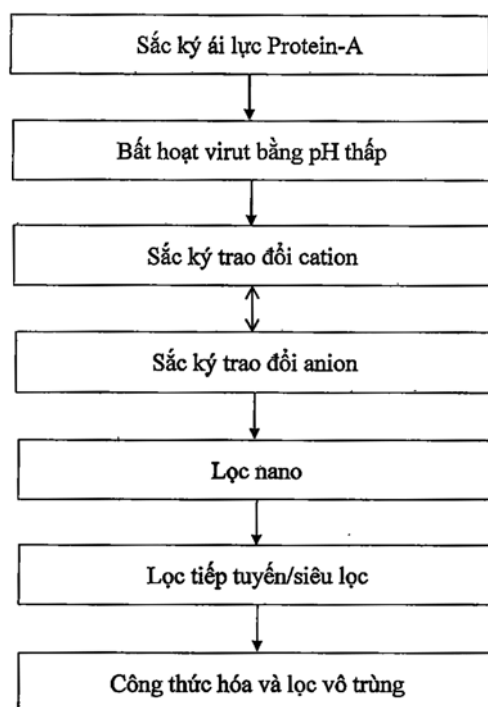 Sắc ký ái lực Protein-A
Bất hoạt virut bằng pH thấp
Sắc ký trao đổi cation
Sắc ký trao đổi anion
Lọc nano
Lọc tiếp tuyến/siêu lọc
Công thức hóa và lọc vô trùng